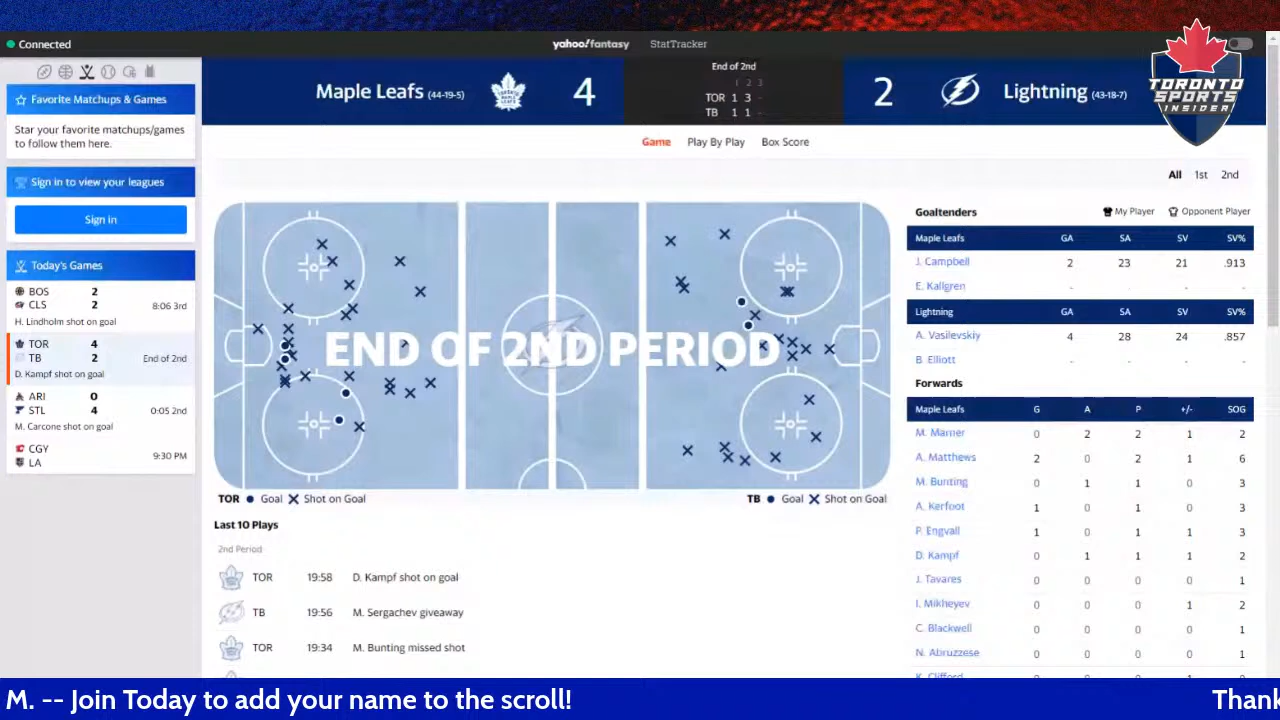 Connected
yahoo!fantasy StatTracker
TORONTO
SPORTS
INSIDER
Favorite Matchups & Games
Star your favorite matchups/games
to follow them here.
Sign in to view your leagues
Sign in
Today's Games
BOS 2
CLS 2
8:06 3rd
H. Lindholm shot on goal
TOR 4
TB 2
End of 2nd
D. Kampf shot on goal
ARI 0
STL 4
0:05 2nd
M. Carcone shot on goal
CGY
LA
9:30 PM
Maple Leafs (44-19-5) 4
End of 2nd
1 2 3
TOR 1 3 -
TB 1 1 -
2 Lightning (43-18-7)
Game Play By Play Box Score
All 1st 2nd
END OF 2ND PERIOD
TOR Goal Shot on Goal
TB Goal Shot on Goal
Last 10 Plays
2nd Period
TOR 19:58 D. Kampf shot on goal
TB 19:56 M. Sergachev giveaway
TOR 19:34 M. Bunting missed shot
Goaltenders My Player Opponent Player
Maple Leafs GA SA SV SV%
J. Campbell 2 23 21 .913
E. Kallgren - - - -
Lightning GA SA SV SV%
A. Vasilevskiy 4 28 24 .857
B. Elliott - - - -
Forwards
Maple Leafs G A P +/- SOG
M. Marner 0 2 2 1 2
A. Matthews 2 0 2 1 6
M. Bunting 0 1 1 0 3
A. Kerfoot 1 0 1 0 3
P. Engvall 1 0 1 1 3
D. Kampf 0 1 1 1 2
J. Tavares 0 0 0 0 1
I. Mikheyev 0 0 0 1 2
C. Blackwell 0 0 0 0 1
N. Abruzzese 0 0 0 0 1
K. Clifford
M. -- Join Today to add your name to the scroll! Thank